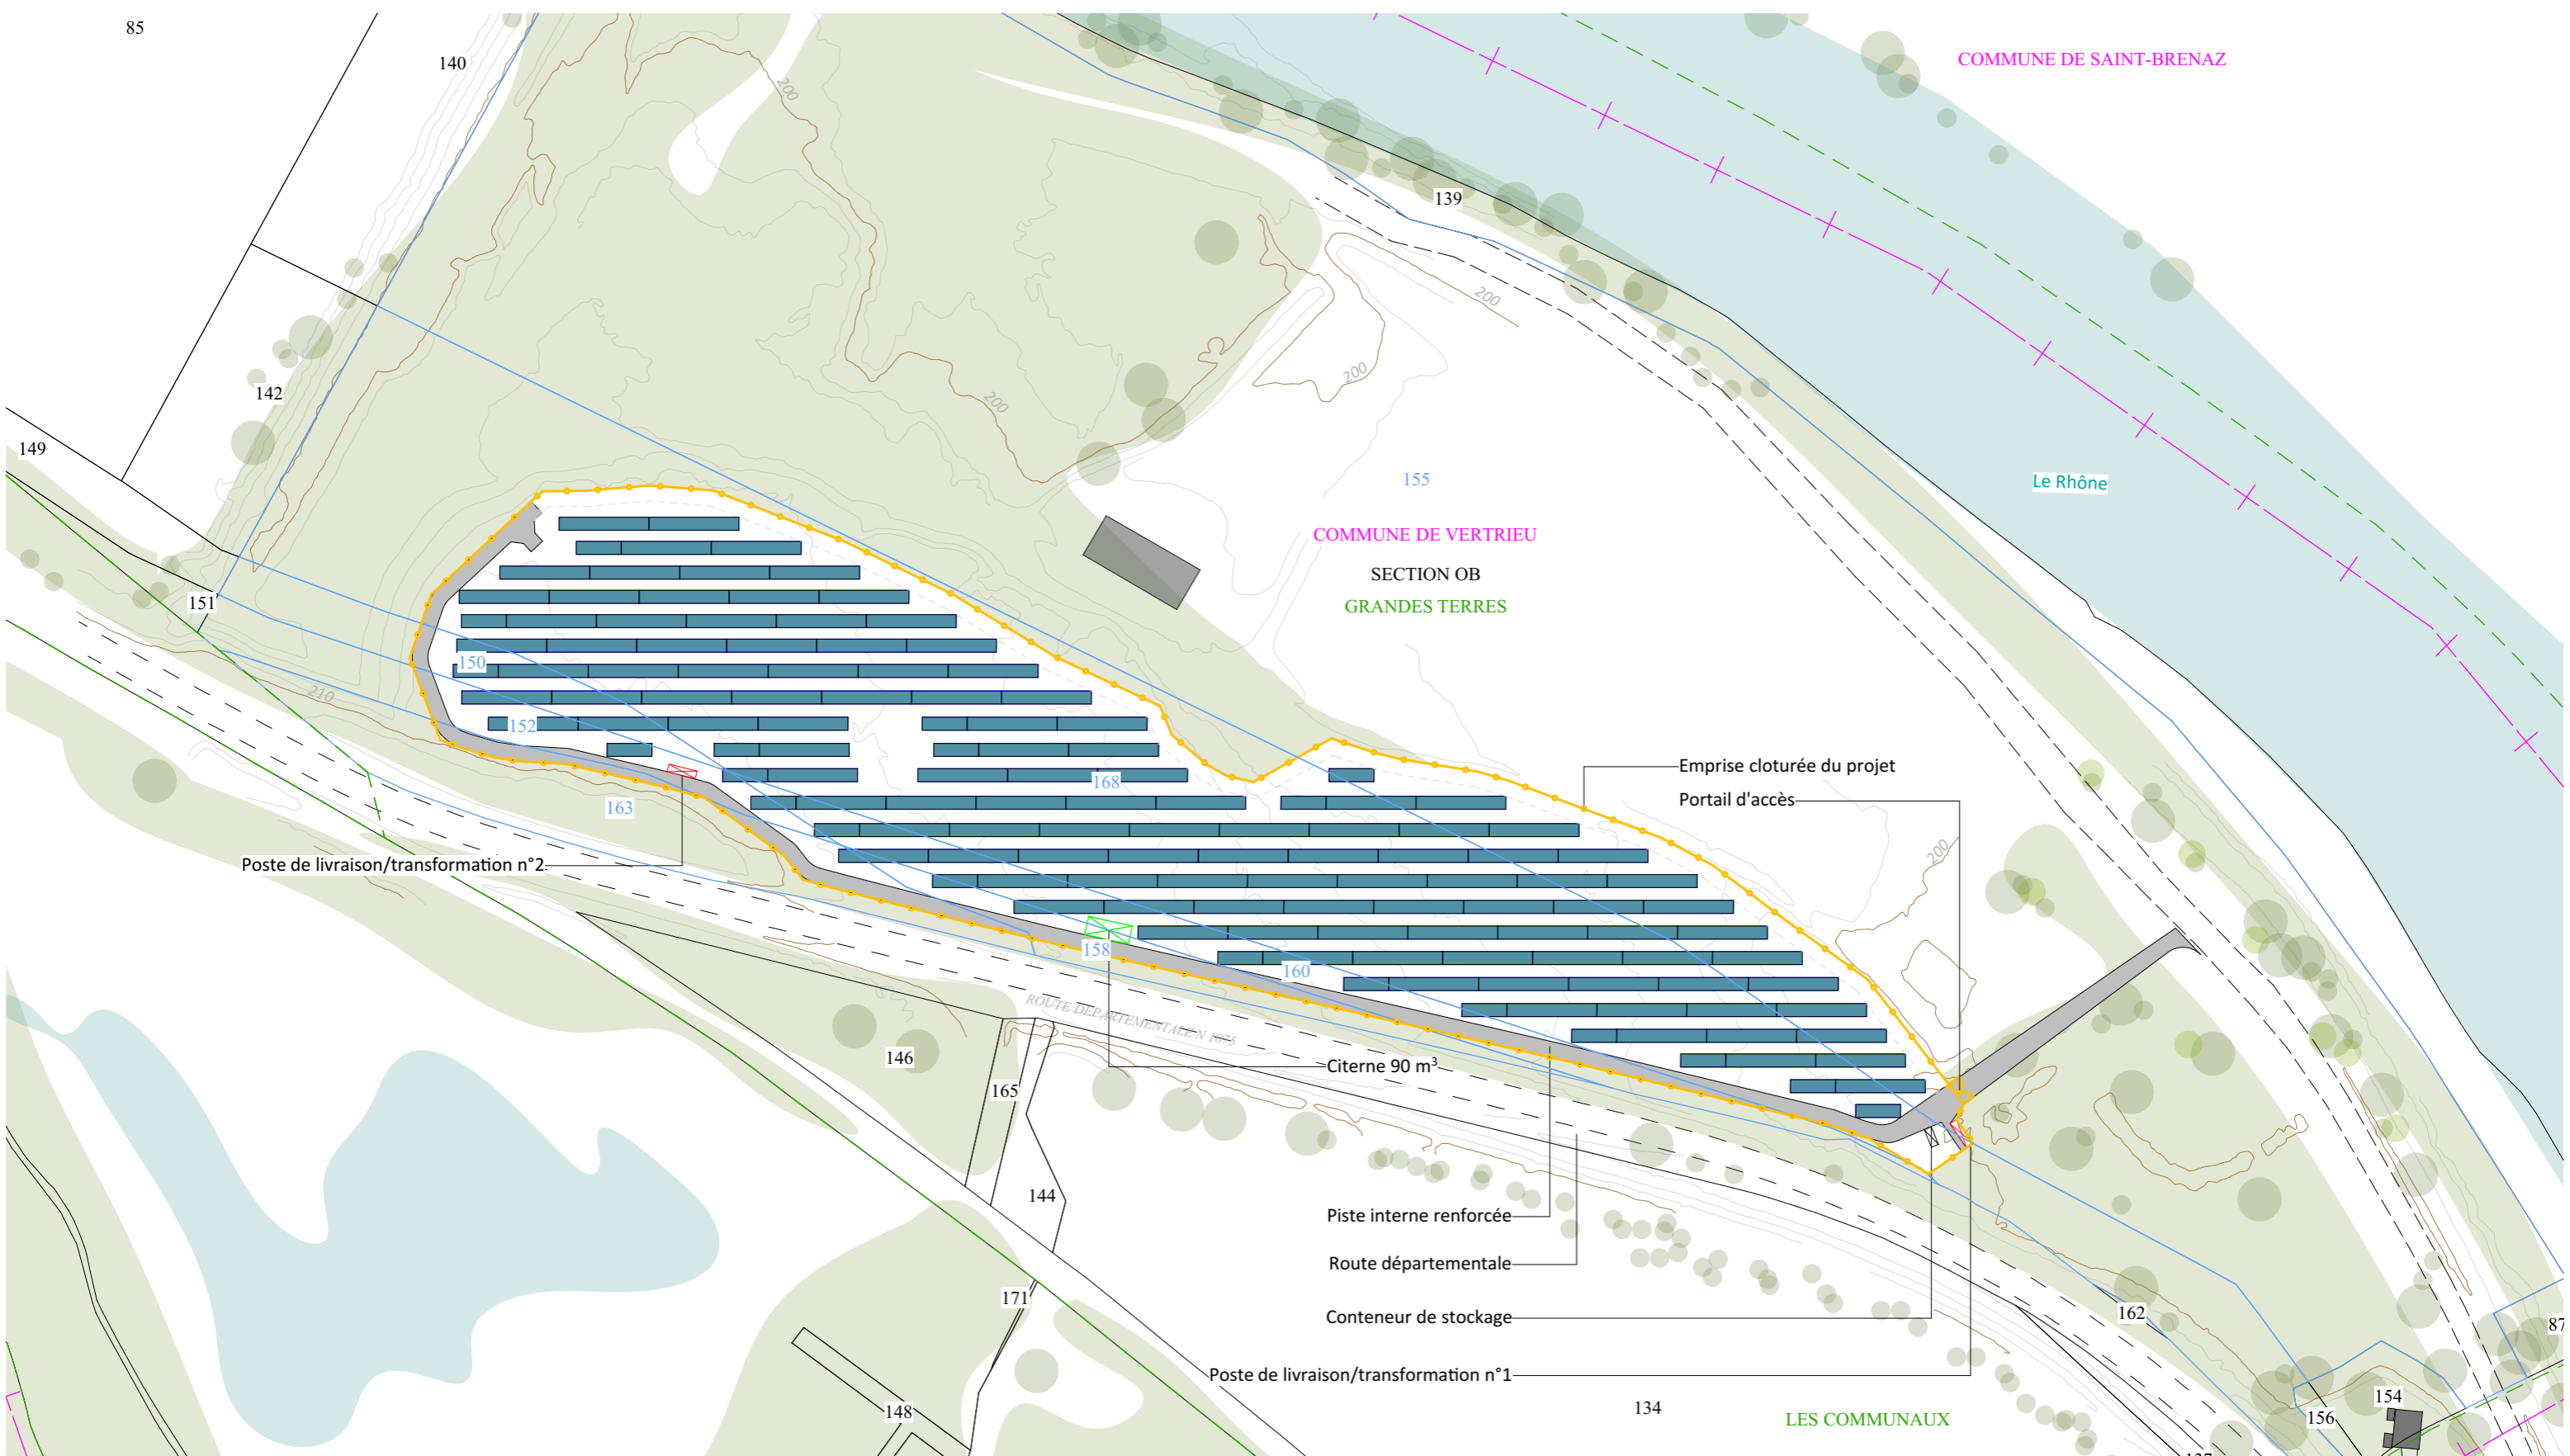 85
140
COMMUNE DE SAINT-BRENAZ
200
139
200
200
142
200
149
155
Le Rhône
COMMUNE DE VERTRIEU
SECTION OB
GRANDES TERRES
151
150
210
152
Emprise cloturée du projet
168
Portail d'accès
163
200
Poste de livraison/transformation n°2
158
160
ROUTE DEPARTEMENTALE N 1075
146
Citerne 90 m³
165
144
Piste interne renforcée
Route départementale
171
Conteneur de stockage
162
87
Poste de livraison/transformation n°1
154
134
148
LES COMMUNAUX
156